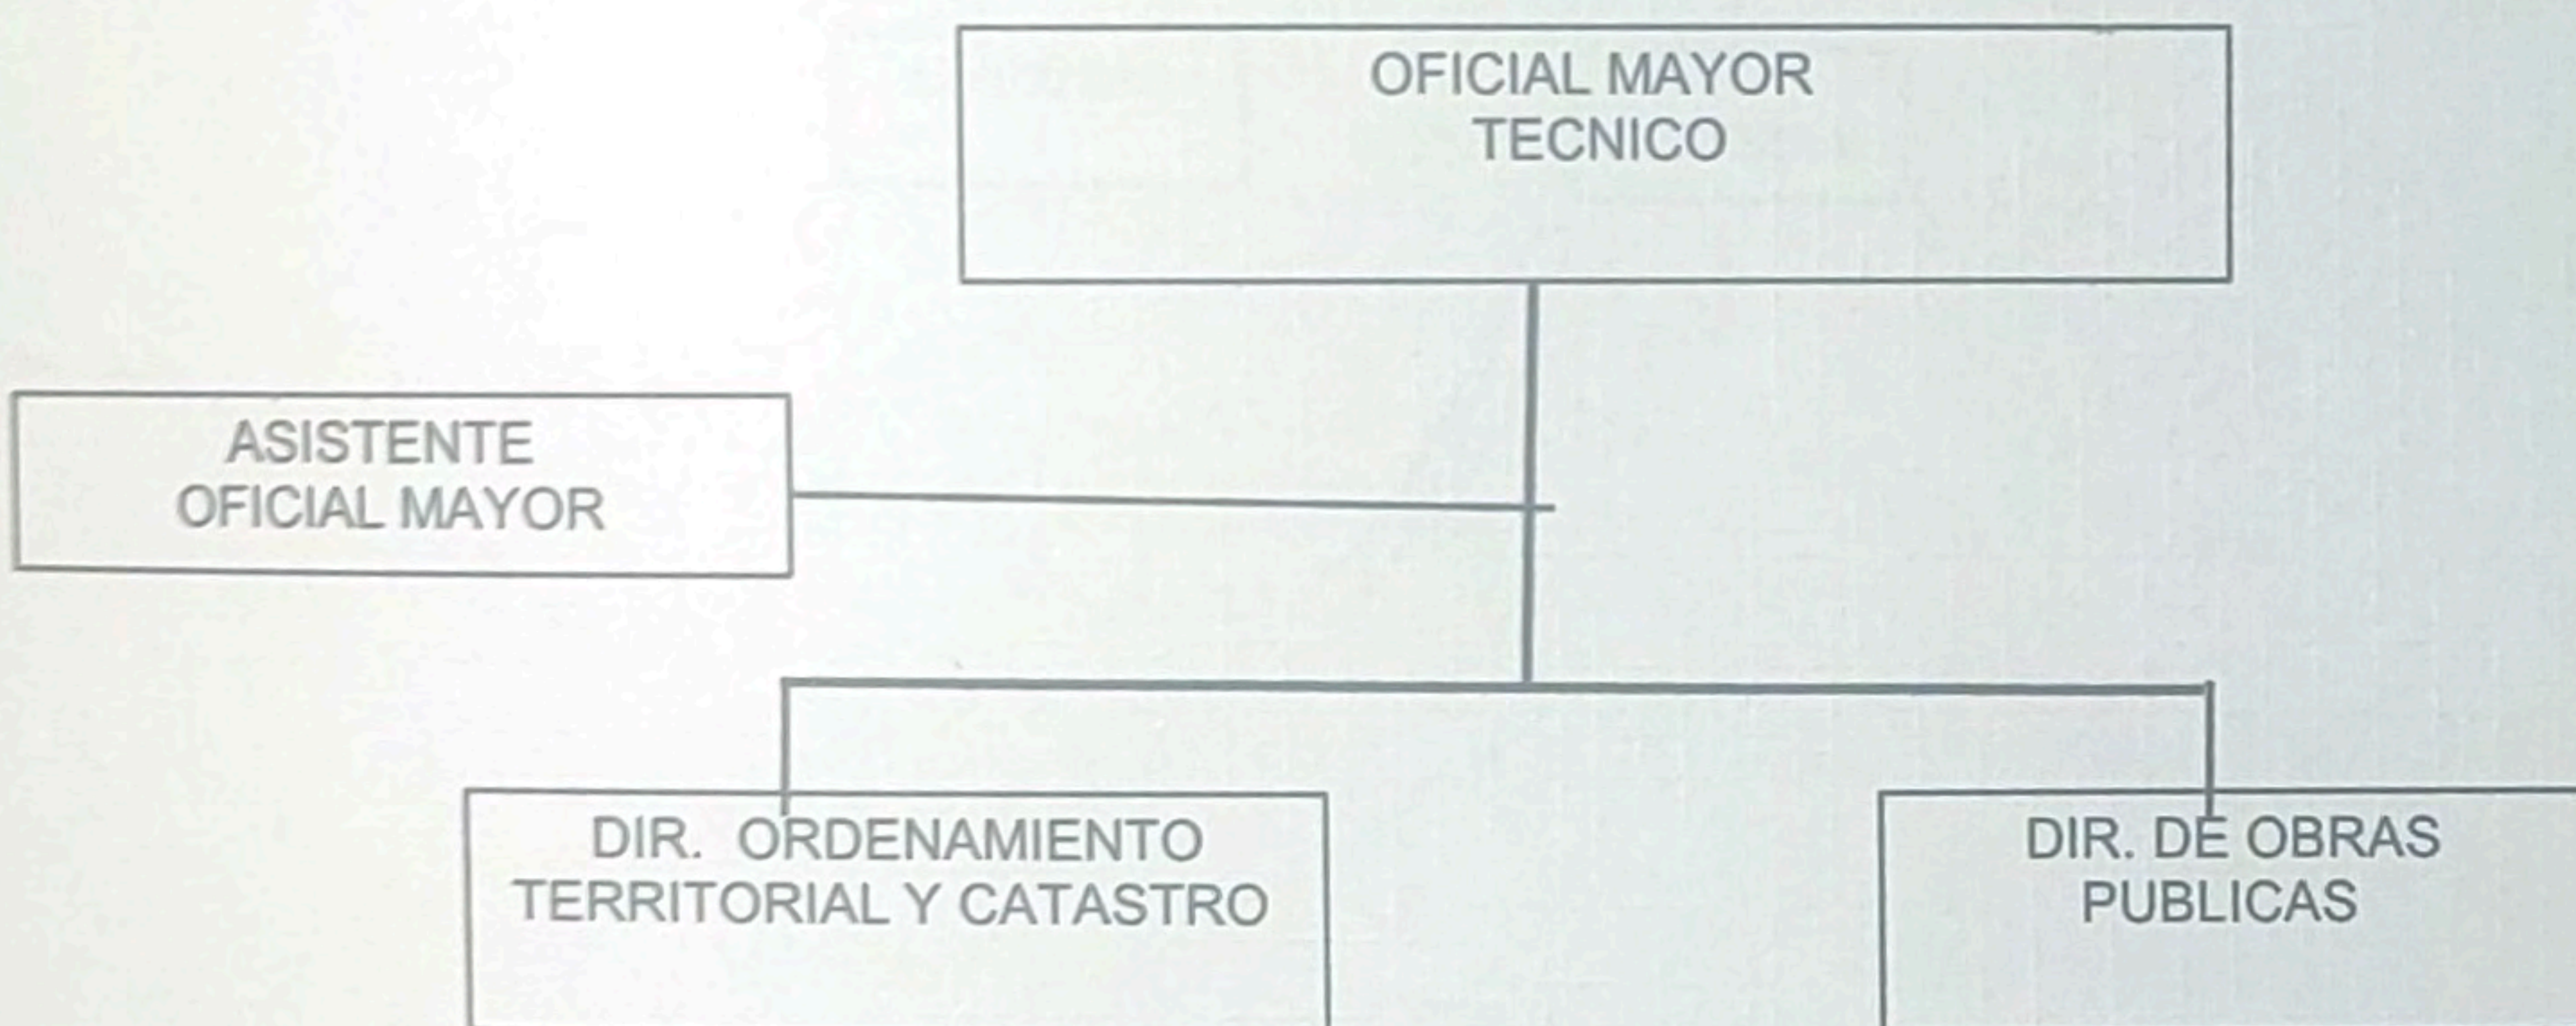 OFICIAL MAYOR
TECNICO
ASISTENTE
OFICIAL MAYOR
DIR. ORDENAMIENTO
TERRITORIAL Y CATASTRO
DIR. DE OBRAS
PUBLICAS